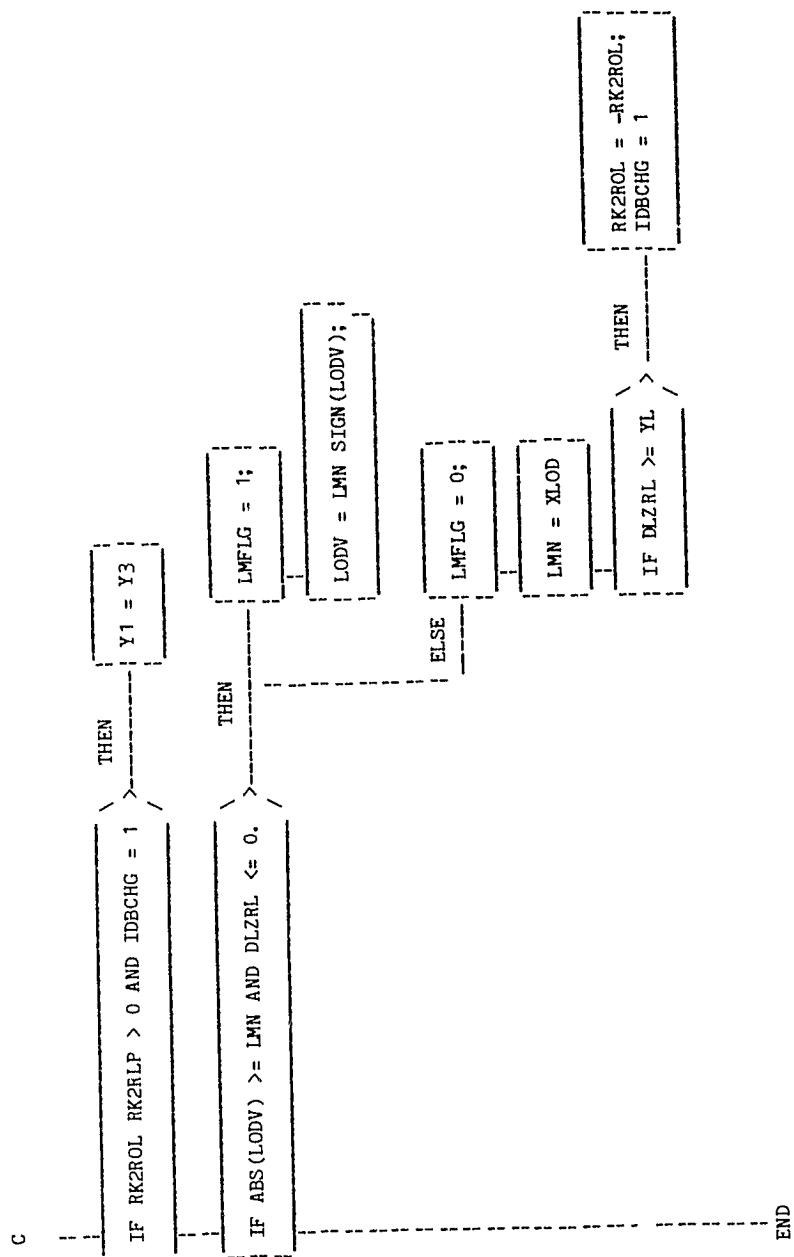 C
IF RK2ROL RK2RLP > 0 AND IDBCHG = 1
THEN
Y1 = Y3
IF ABS(LODV) >= LMN AND DLZRL <= 0.
THEN
LMFLG = 1;
LODV = LMN SIGN(LODV);
ELSE
LMFLG = 0;
LMN = XLOD
IF DLZRL >= YL
THEN
RK2ROL = -RK2ROL;
IDBCHG = 1
END